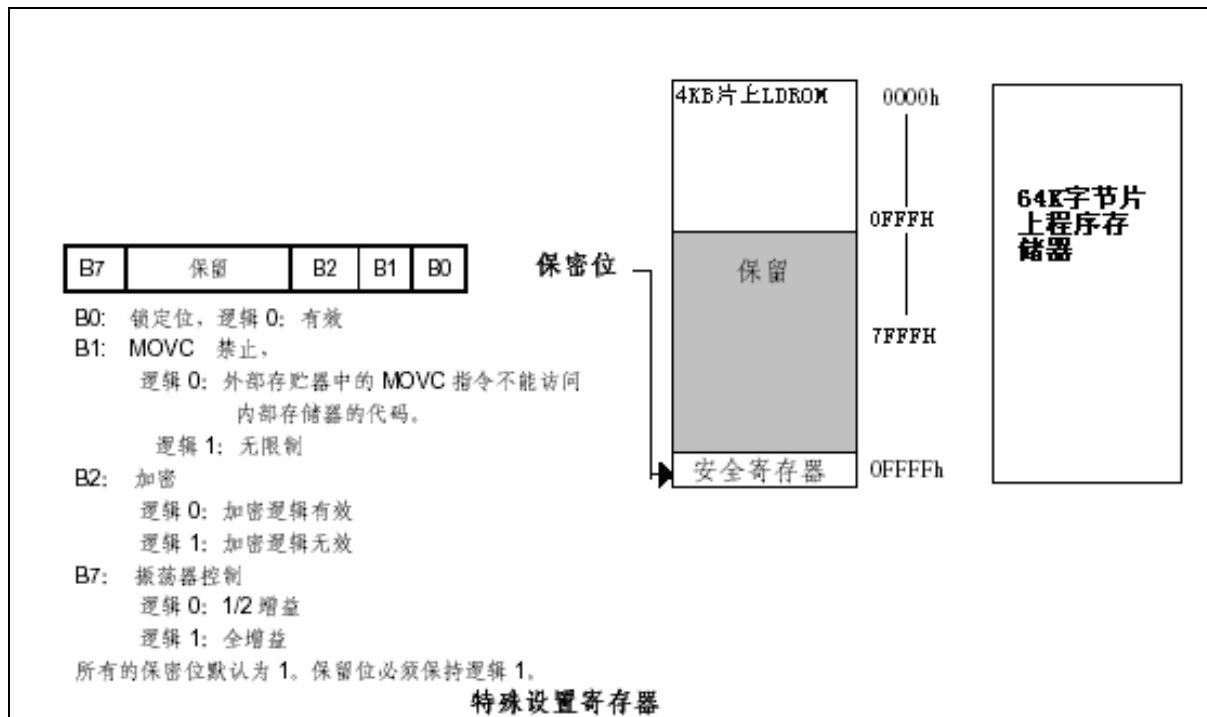 4KB片上LDROM
0000h
64K字节片
上程序存
储器
0FFFH
B7 保留 B2 B1 B0
保密位
保留
7FFFH
B0: 锁定位，逻辑 0：有效
B1: MOVC 禁止，
逻辑 0：外部存贮器中的 MOVC 指令不能访问
内部存储器的代码。
逻辑 1：无限制
安全寄存器
0FFFFh
B2: 加密
逻辑 0：加密逻辑有效
逻辑 1：加密逻辑无效
B7: 振荡器控制
逻辑 0：1/2 增益
逻辑 1：全增益
所有的保密位默认为 1。保留位必须保持逻辑 1。
特殊设置寄存器